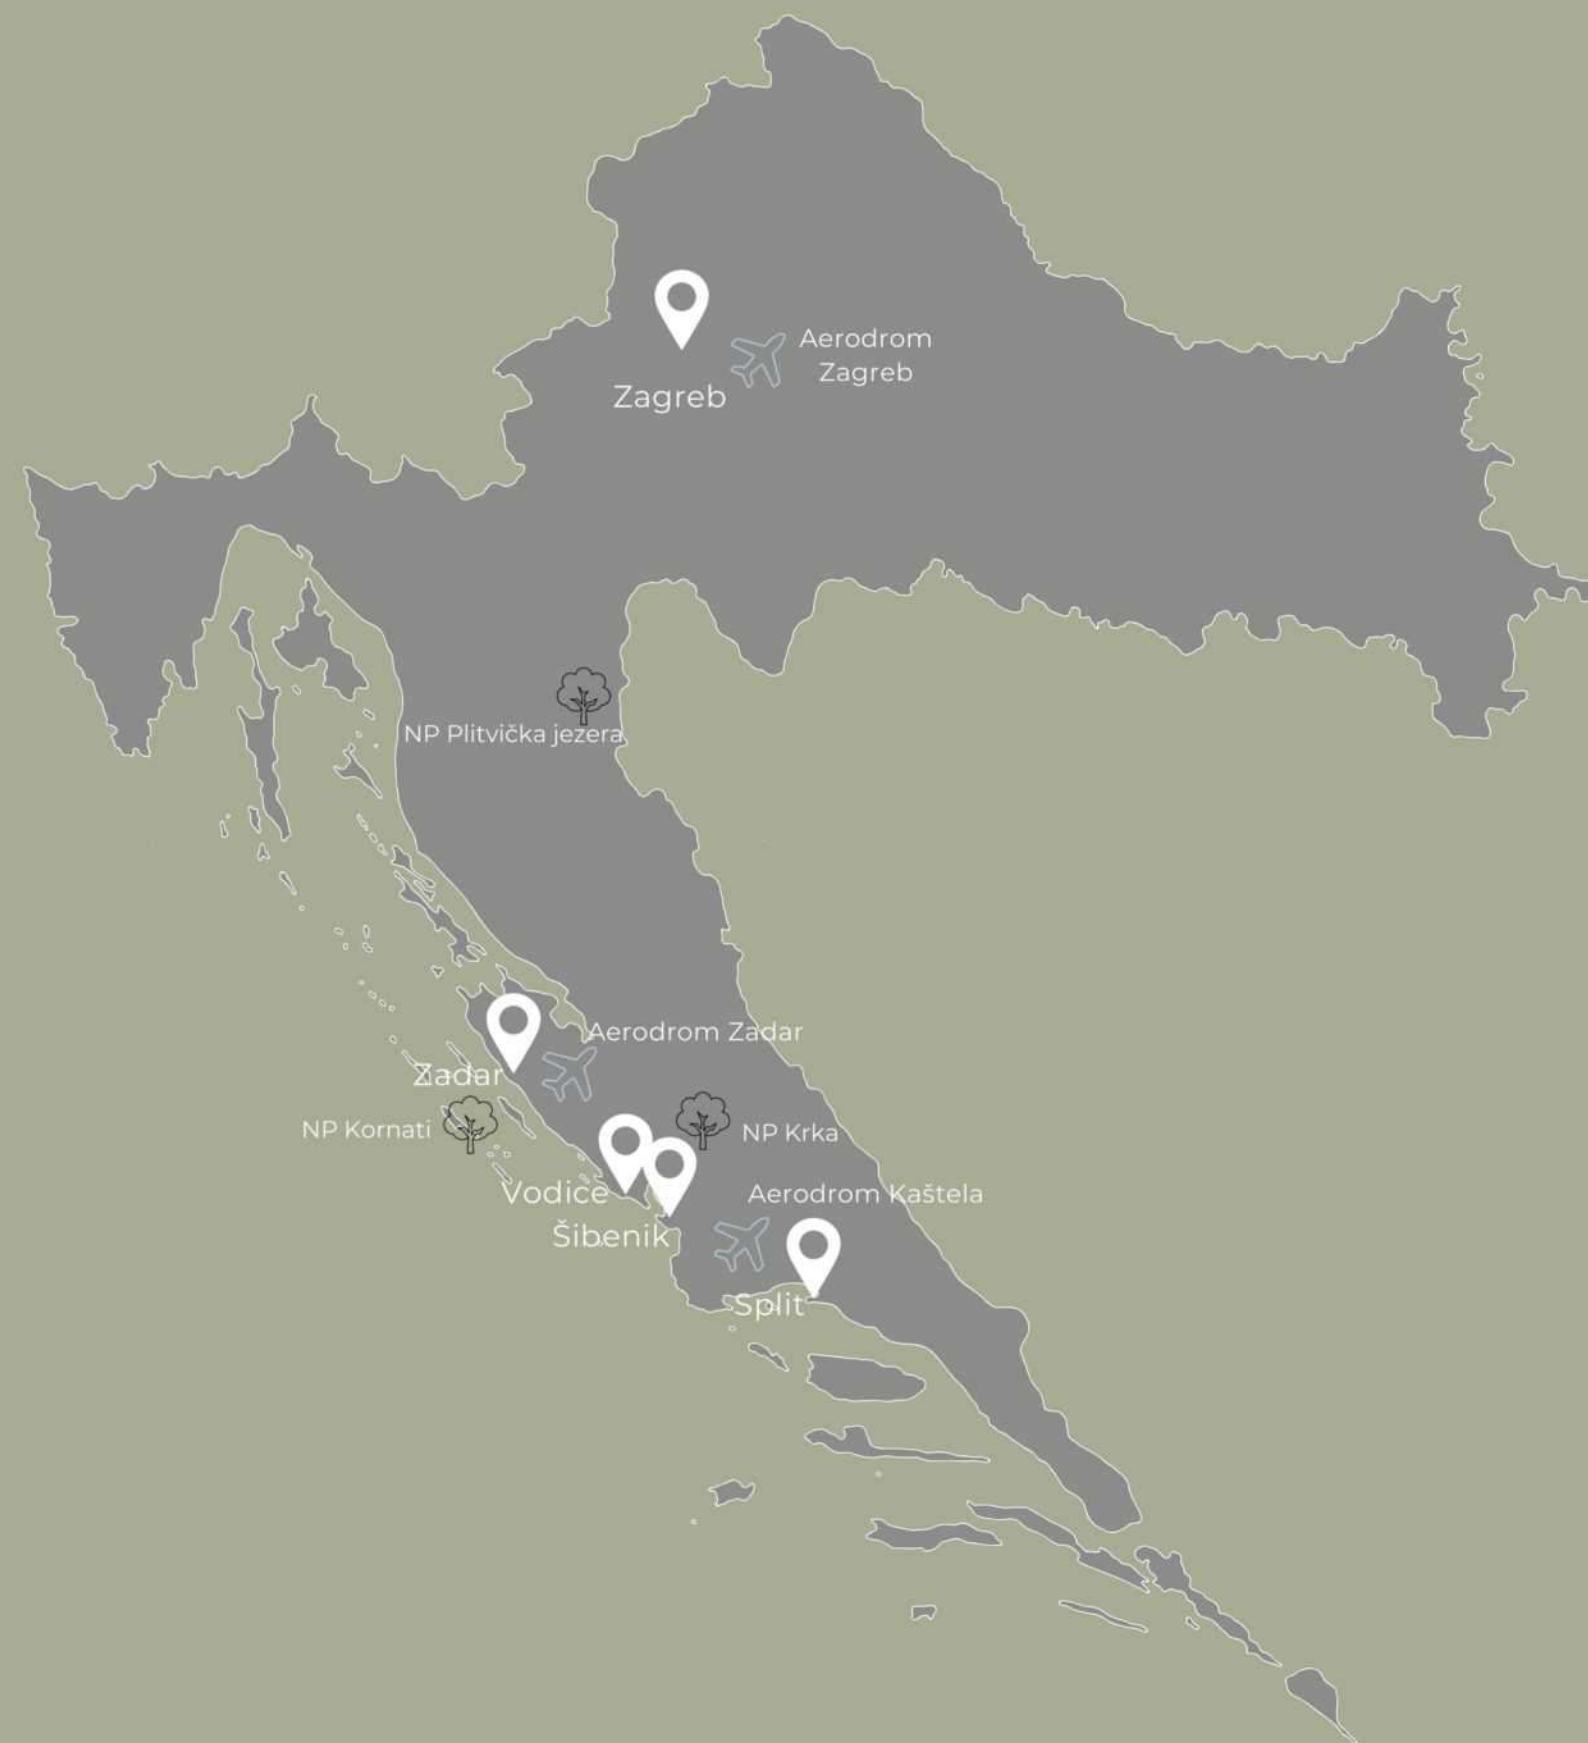 Aerodrom
Zagreb
Zagreb
NP Plitvička jezera
Aerodrom Zadar
Zadar
NP Kornati
NP Krka
Vodice
Aerodrom Kaštela
Šibenik
Split